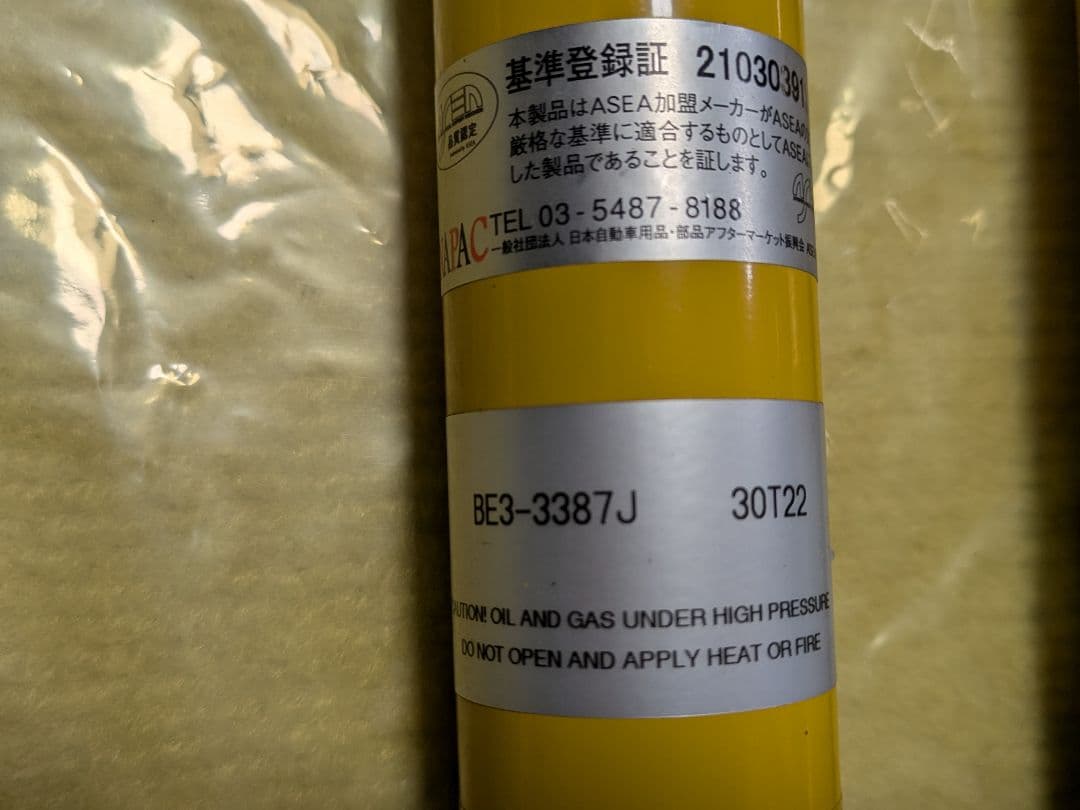 基準登録証 21030391
本製品はASEA加盟メーカーがASEAの
厳格な基準に適合するものとしてASEA
した製品であることを証します。
品質認定
APAC TEL 03-5487-8188
一般社団法人 日本自動車用品・部品アフターマーケット振興会
BE3-3387J 30T22
CAUTION! OIL AND GAS UNDER HIGH PRESSURE
DO NOT OPEN AND APPLY HEAT OR FIRE